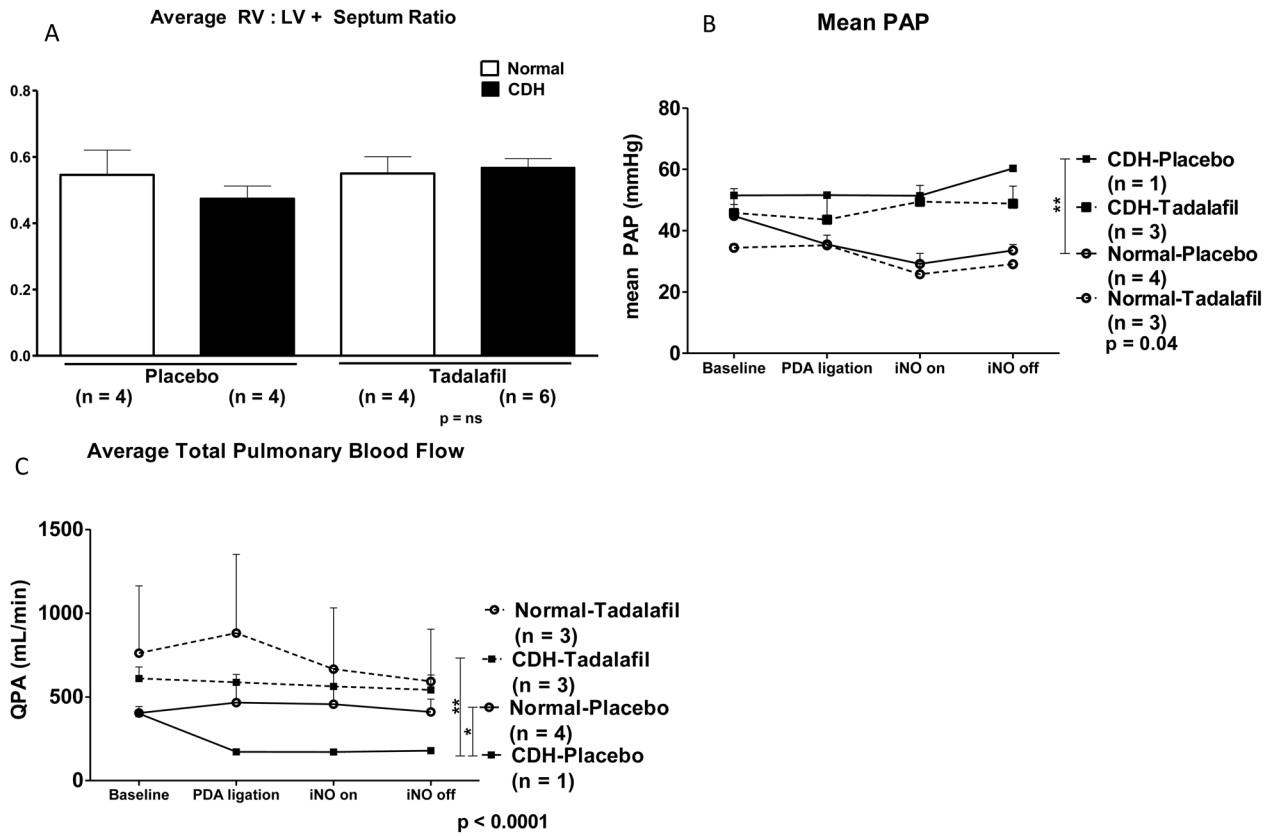 A
Average RV : LV + Septum Ratio
Normal
CDH
0.8
0.6
0.4
0.2
0.0
Placebo
Tadalafil
(n = 4)
(n = 4)
(n = 4)
(n = 6)
p = ns
B
Mean PAP
mean PAP (mmHg)
80
60
40
20
0
Baseline
PDA ligation
iNO on
iNO off
**
CDH-Placebo
(n = 1)
CDH-Tadalafil
(n = 3)
Normal-Placebo
(n = 4)
Normal-Tadalafil
(n = 3)
p = 0.04
C
Average Total Pulmonary Blood Flow
QPA (mL/min)
1500
1000
500
0
Baseline
PDA ligation
iNO on
iNO off
**
*
Normal-Tadalafil
(n = 3)
CDH-Tadalafil
(n = 3)
Normal-Placebo
(n = 4)
CDH-Placebo
(n = 1)
p < 0.0001